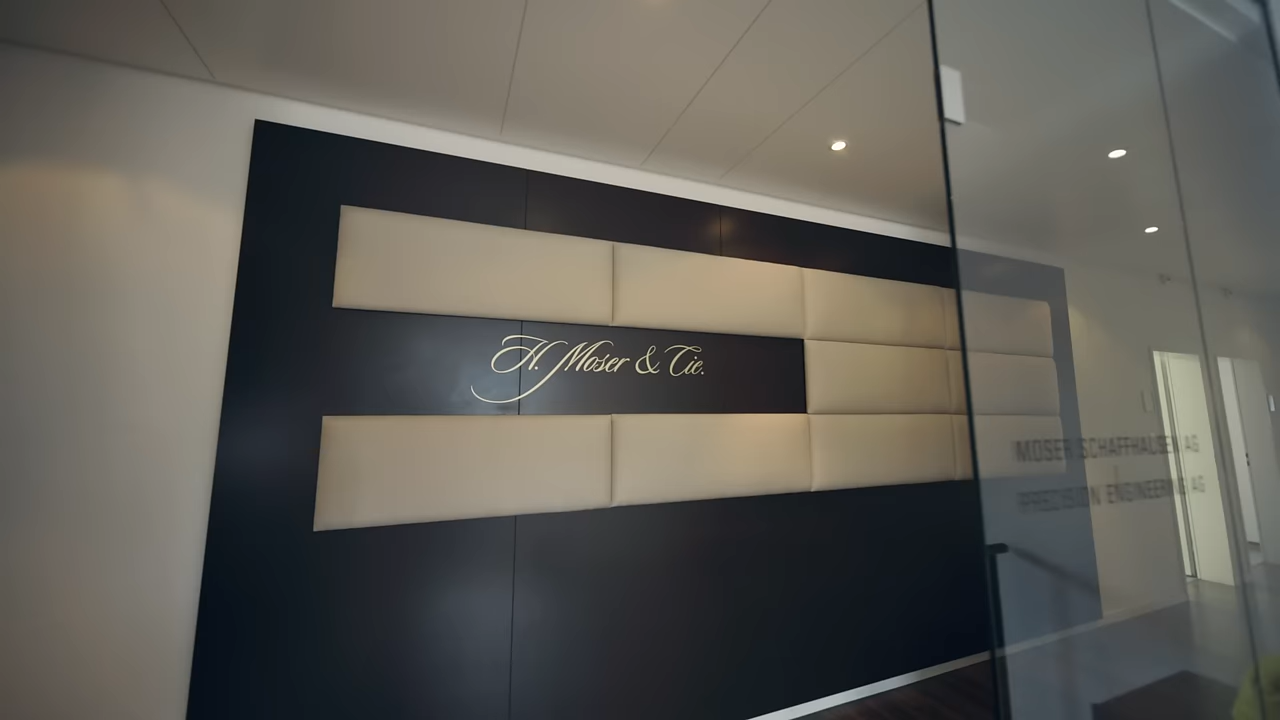 H. Moser & Cie.
MOSER SCHAFFHAUSEN AG
PRECISION ENGINEERING AG